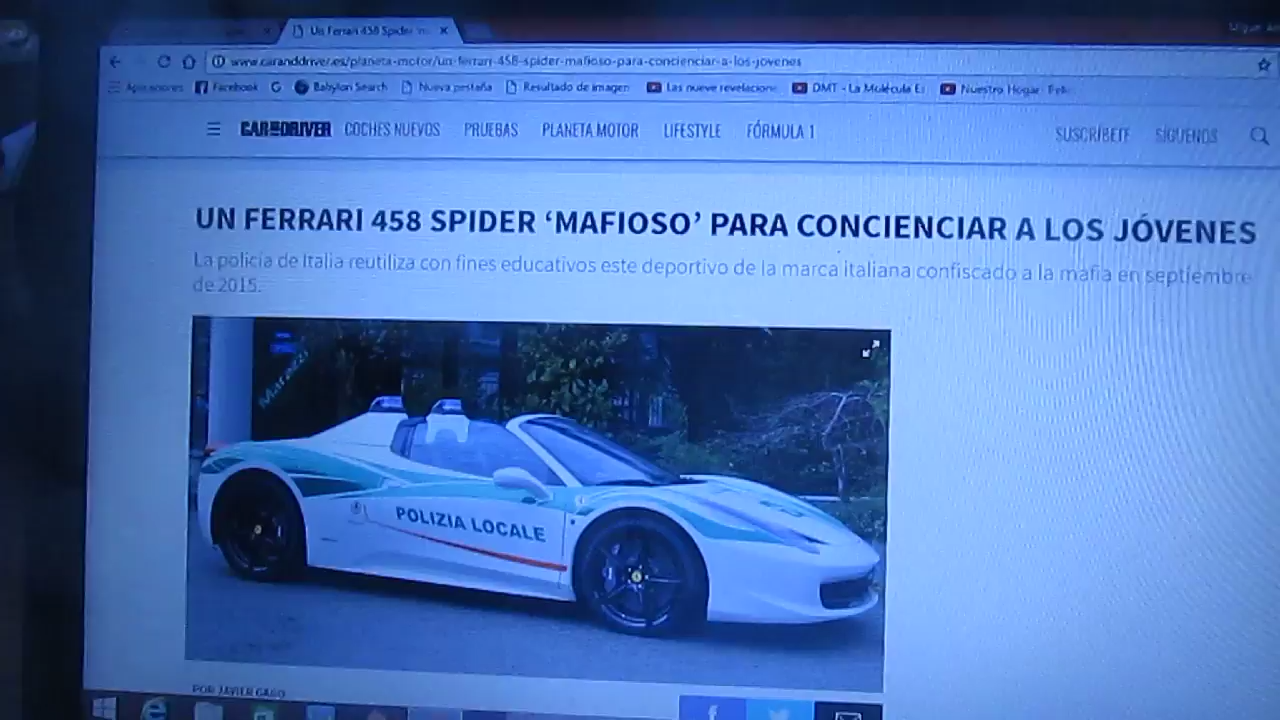 Un Ferrari 458 Spider 'm
www.caranddriver.es/planeta-motor/un-ferrari-458-spider-mafioso-para-concienciar-a-los-jovenes
Aplicaciones Facebook G Babylon Search Nueva pestaña Resultado de imagen Las nueve revelacione DMT - La Molécula E Nuestro Hogar
CAR AND DRIVER COCHES NUEVOS PRUEBAS PLANETA MOTOR LIFESTYLE FÓRMULA 1 SUSCRÍBETE SÍGUENOS
UN FERRARI 458 SPIDER ‘MAFIOSO’ PARA CONCIENCIAR A LOS JÓVENES
La policía de Italia reutiliza con fines educativos este deportivo de la marca italiana confiscado a la mafia en septiembre
de 2015.
POLIZIA LOCALE
POR JAVIER GAGO